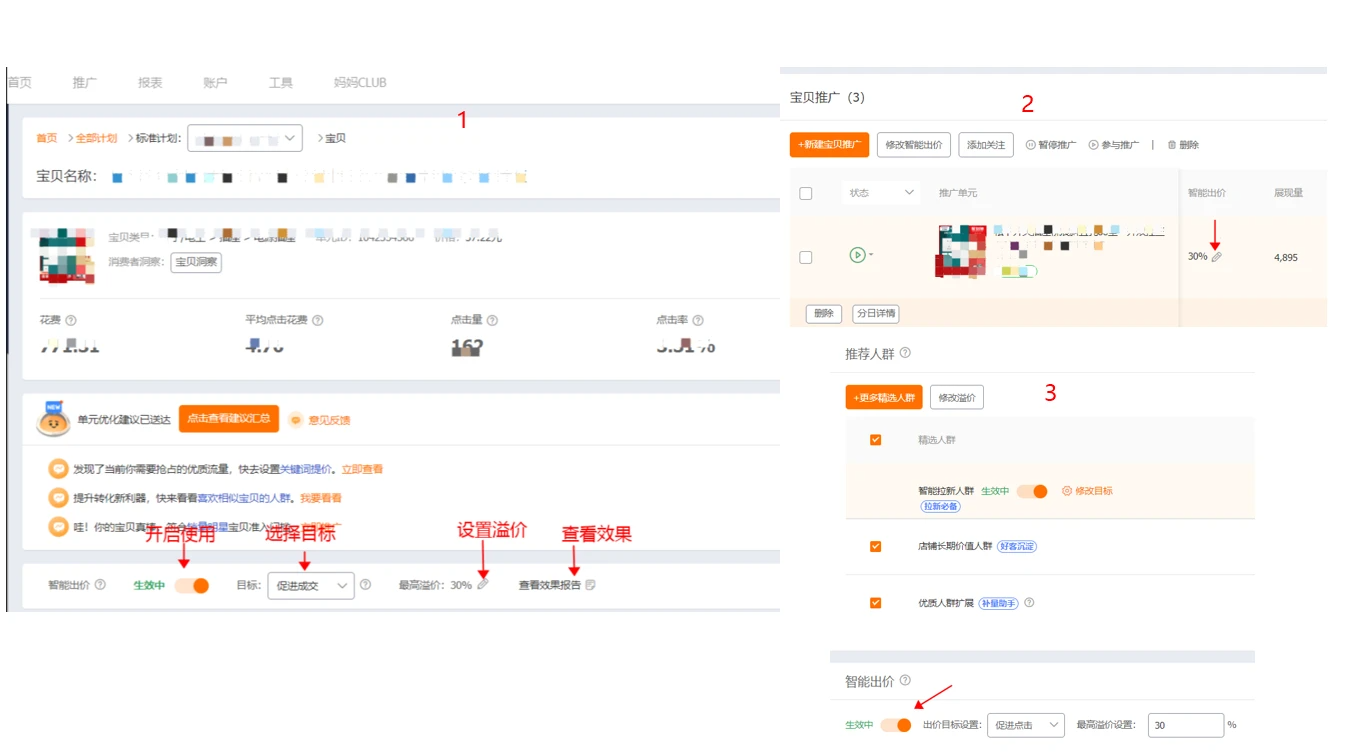 首页 推广 报表 账户 工具 妈妈CLUB
1
首页 >全部计划 >标准计划: >宝贝
宝贝名称：
宝贝类目:
消费者洞察: 宝贝洞察
花费 平均点击花费 点击量 点击率
162
NEW 单元优化建议已送达 点击查看建议汇总 意见反馈
发现了当前你需要抢占的优质流量，快去设置关键词提价。立即查看
提升转化新利器，快来看看喜欢相似宝贝的人群。我要看看
哇！你的宝贝真棒，
开启使用 选择目标 设置溢价 查看效果
智能出价 生效中 目标: 促进成交 最高溢价: 30% 查看效果报告
宝贝推广（3）
2
+新建宝贝推广 修改智能出价 添加关注 暂停推广 参与推广 | 删除
状态 推广单元 智能出价 展现量
30% 4,895
删除 分日详情
推荐人群
3
+更多精选人群 修改溢价
精选人群
智能拉新人群 生效中 修改目标
拉新必备
店铺长期价值人群 好客沉淀
优质人群扩展 补量助手
智能出价
生效中 出价目标设置: 促进点击 最高溢价设置: 30 %